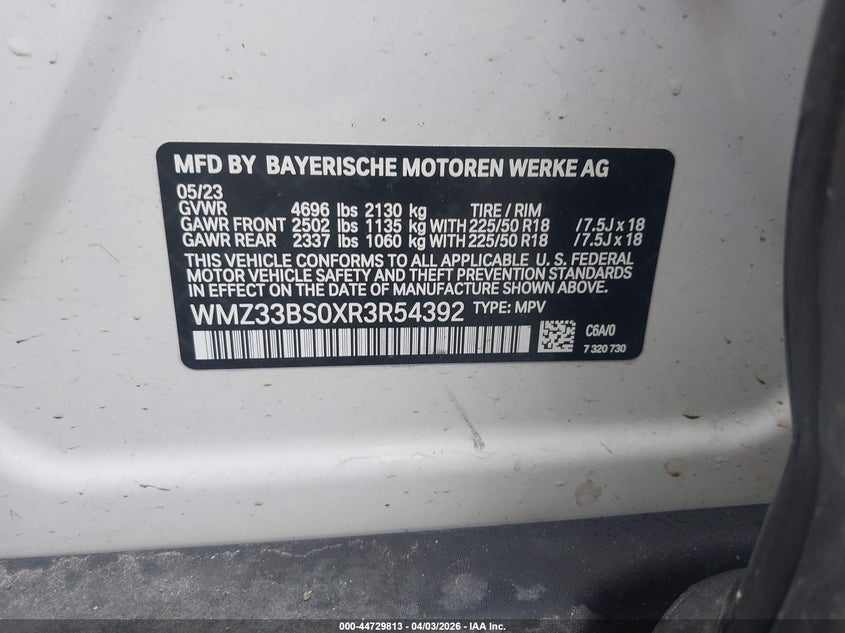 MFD BY BAYERISCHE MOTOREN WERKE AG
05/23
GVWR 4696 lbs 2130 kg TIRE / RIM
GAWR FRONT 2502 lbs 1135 kg WITH 225/50 R18 / 7.5J x 18
GAWR REAR 2337 lbs 1060 kg WITH 225/50 R18 / 7.5J x 18
THIS VEHICLE CONFORMS TO ALL APPLICABLE U. S. FEDERAL
MOTOR VEHICLE SAFETY AND THEFT PREVENTION STANDARDS
IN EFFECT ON THE DATE OF MANUFACTURE SHOWN ABOVE.
WMZ33BS0XR3R54392 TYPE: MPV
C6A/0
7 320 730
000-44729813 - 04/03/2026 - IAA Inc.